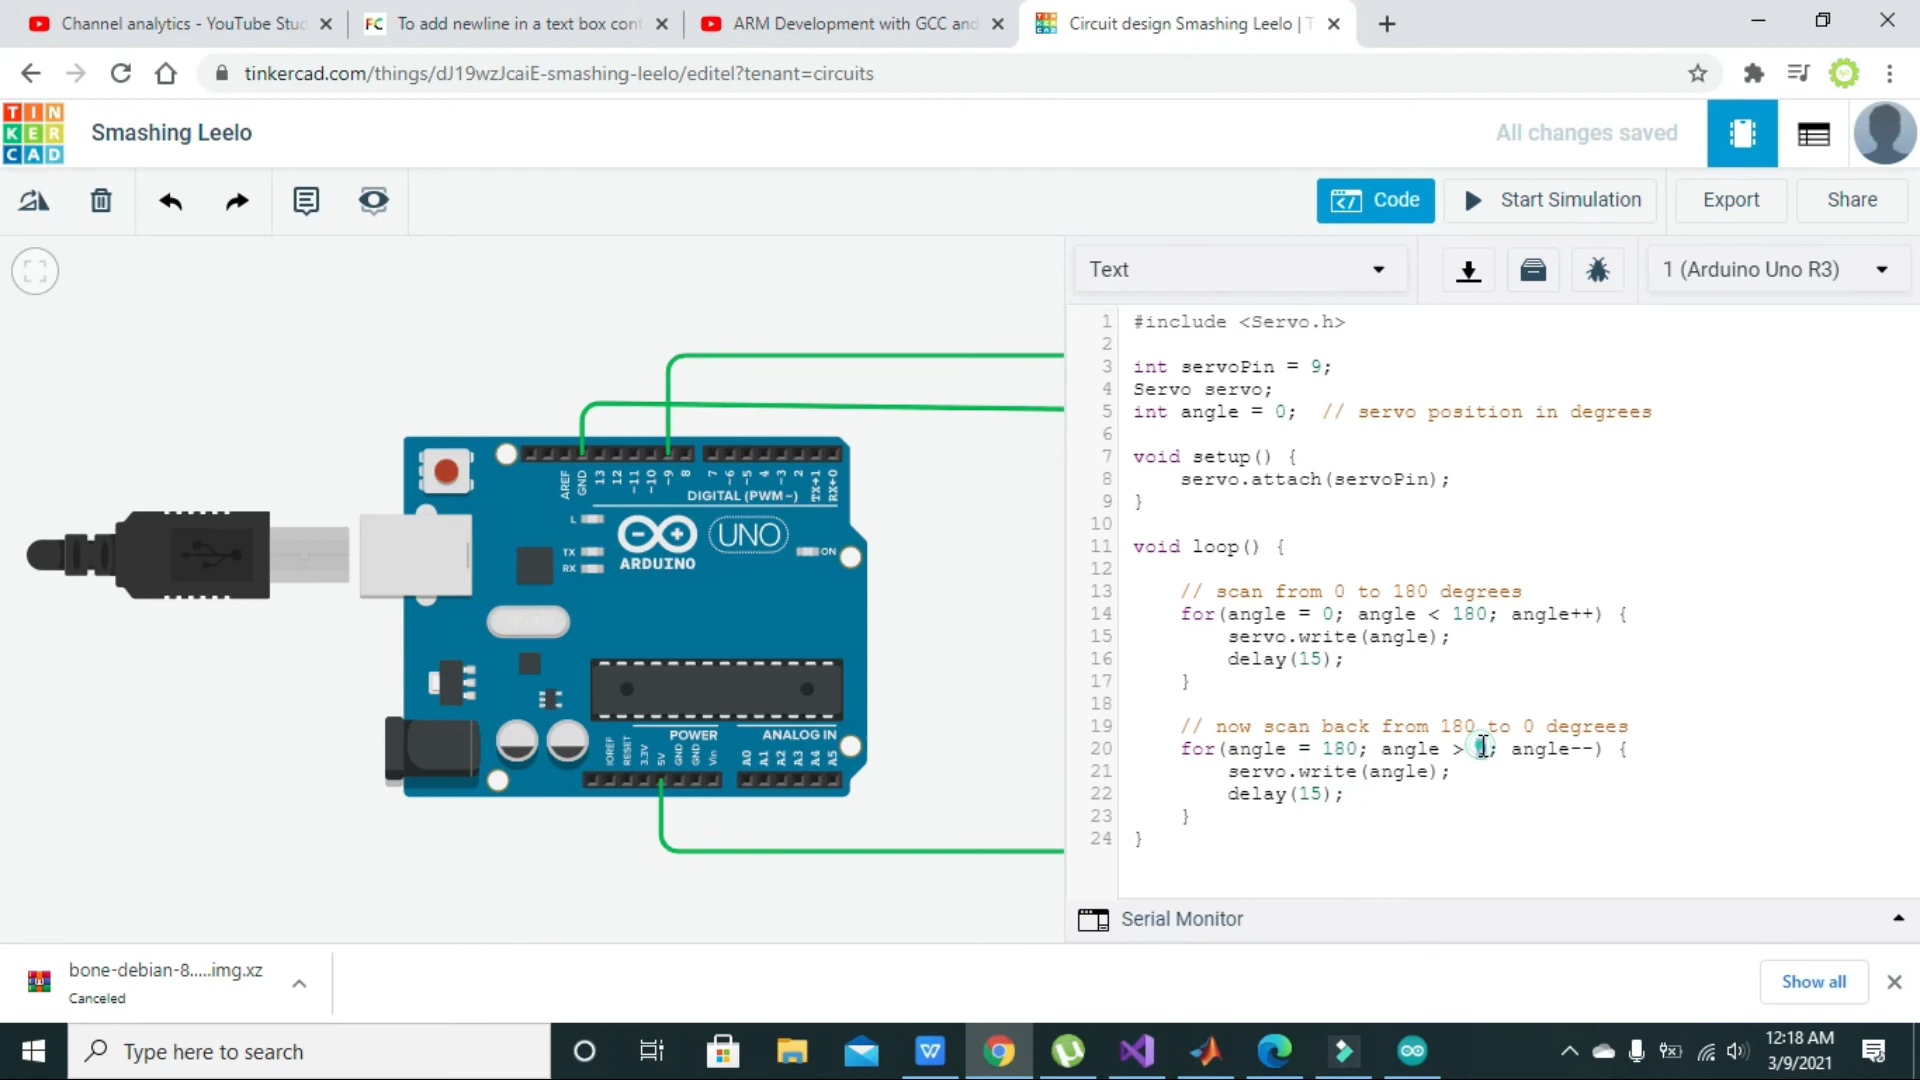 Channel analytics - YouTube Stud
FC To add newline in a text box cont
ARM Development with GCC and
Circuit design Smashing Leelo | T
tinkercad.com/things/dJ19wzJcaiE-smashing-leelo/editel?tenant=circuits
TIN
KER
CAD
Smashing Leelo
All changes saved
Code
Start Simulation
Export
Share
Text
1 (Arduino Uno R3)
AREF
GND
13
12
~11
~10
~9
8
7
~6
~5
4
~3
2
TX→1
RX←0
DIGITAL (PWM~)
L
TX
RX
UNO
ARDUINO
ON
POWER
ANALOG IN
IOREF
RESET
3.3V
5V
GND
GND
Vin
A0
A1
A2
A3
A4
A5
1 #include <Servo.h>
2
3 int servoPin = 9;
4 Servo servo;
5 int angle = 0;  // servo position in degrees
6
7 void setup() {
8     servo.attach(servoPin);
9 }
10
11 void loop() {
12
13     // scan from 0 to 180 degrees
14     for(angle = 0; angle < 180; angle++) {
15         servo.write(angle);
16         delay(15);
17     }
18
19     // now scan back from 180 to 0 degrees
20     for(angle = 180; angle > ; angle--) {
21         servo.write(angle);
22         delay(15);
23     }
24 }
Serial Monitor
bone-debian-8.....img.xz
Canceled
Show all
Type here to search
12:18 AM
3/9/2021